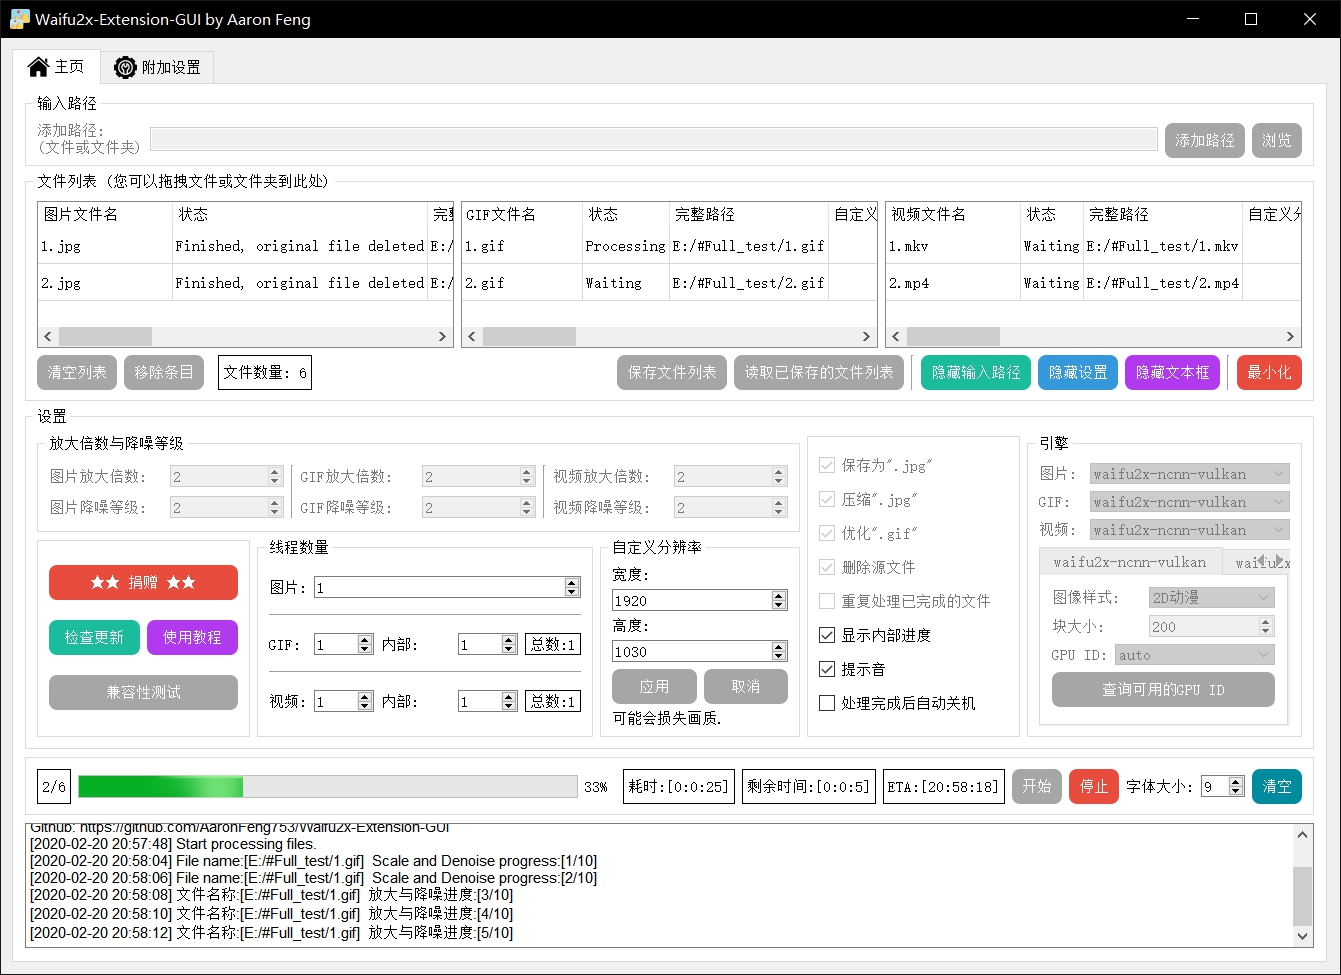 Waifu2x-Extension-GUI by Aaron Feng
主页 附加设置
输入路径
添加路径:
(文件或文件夹)
添加路径 浏览
文件列表 (您可以拖拽文件或文件夹到此处)
图片文件名 状态 完整
1.jpg Finished, original file deleted E:/
2.jpg Finished, original file deleted E:/
GIF文件名 状态 完整路径 自定义
1.gif Processing E:/#Full_test/1.gif
2.gif Waiting E:/#Full_test/2.gif
视频文件名 状态 完整路径 自定义
1.mkv Waiting E:/#Full_test/1.mkv
2.mp4 Waiting E:/#Full_test/2.mp4
清空列表 移除条目 文件数量: 6 保存文件列表 读取已保存的文件列表 隐藏输入路径 隐藏设置 隐藏文本框 最小化
设置
放大倍数与降噪等级
图片放大倍数: 2 GIF放大倍数: 2 视频放大倍数: 2
图片降噪等级: 2 GIF降噪等级: 2 视频降噪等级: 2
★★ 捐赠 ★★
检查更新 使用教程
兼容性测试
线程数量
图片: 1
GIF: 1 内部: 1 总数:1
视频: 1 内部: 1 总数:1
自定义分辨率
宽度:
1920
高度:
1030
应用 取消
可能会损失画质.
保存为".jpg"
压缩".jpg"
优化".gif"
删除源文件
重复处理已完成的文件
显示内部进度
提示音
处理完成后自动关机
引擎
图片: waifu2x-ncnn-vulkan
GIF: waifu2x-ncnn-vulkan
视频: waifu2x-ncnn-vulkan
waifu2x-ncnn-vulkan waifu2x
图像样式: 2D动漫
块大小: 200
GPU ID: auto
查询可用的GPU ID
2/6 33% 耗时:[0:0:25] 剩余时间:[0:0:5] ETA:[20:58:18] 开始 停止 字体大小: 9 清空
Github: https://github.com/AaronFeng753/Waifu2x-Extension-GUI
[2020-02-20 20:57:48] Start processing files.
[2020-02-20 20:58:04] File name:[E:/#Full_test/1.gif]  Scale and Denoise progress:[1/10]
[2020-02-20 20:58:06] File name:[E:/#Full_test/1.gif]  Scale and Denoise progress:[2/10]
[2020-02-20 20:58:08] 文件名称:[E:/#Full_test/1.gif]  放大与降噪进度:[3/10]
[2020-02-20 20:58:10] 文件名称:[E:/#Full_test/1.gif]  放大与降噪进度:[4/10]
[2020-02-20 20:58:12] 文件名称:[E:/#Full_test/1.gif]  放大与降噪进度:[5/10]